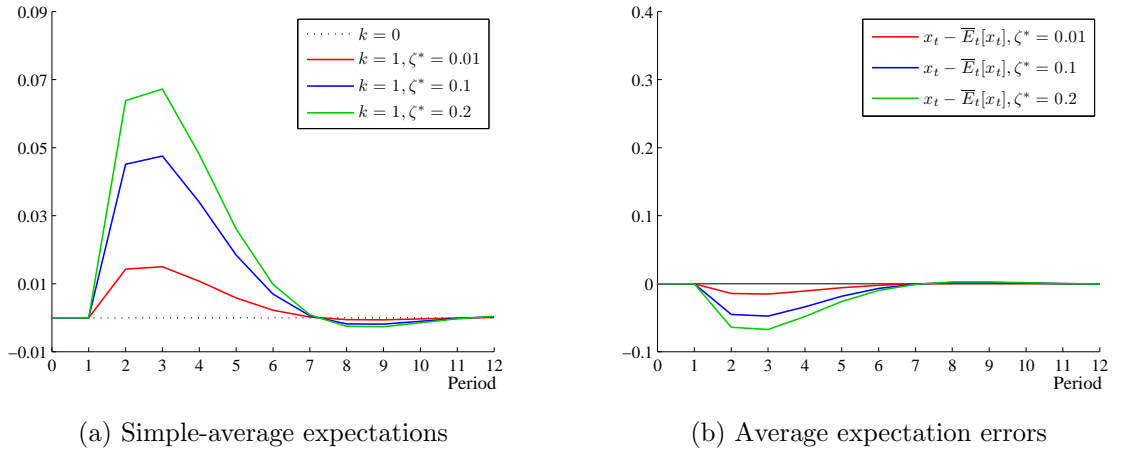 0.09
0.07
0.05
0.03
0.01
−0.01
0 1 2 3 4 5 6 7 8 9 10 11 12
Period
k = 0
k = 1, ζ* = 0.01
k = 1, ζ* = 0.1
k = 1, ζ* = 0.2
(a) Simple-average expectations
0.4
0.3
0.2
0.1
0
−0.1
0 1 2 3 4 5 6 7 8 9 10 11 12
Period
x_t − E̅_t[x_t], ζ* = 0.01
x_t − E̅_t[x_t], ζ* = 0.1
x_t − E̅_t[x_t], ζ* = 0.2
(b) Average expectation errors